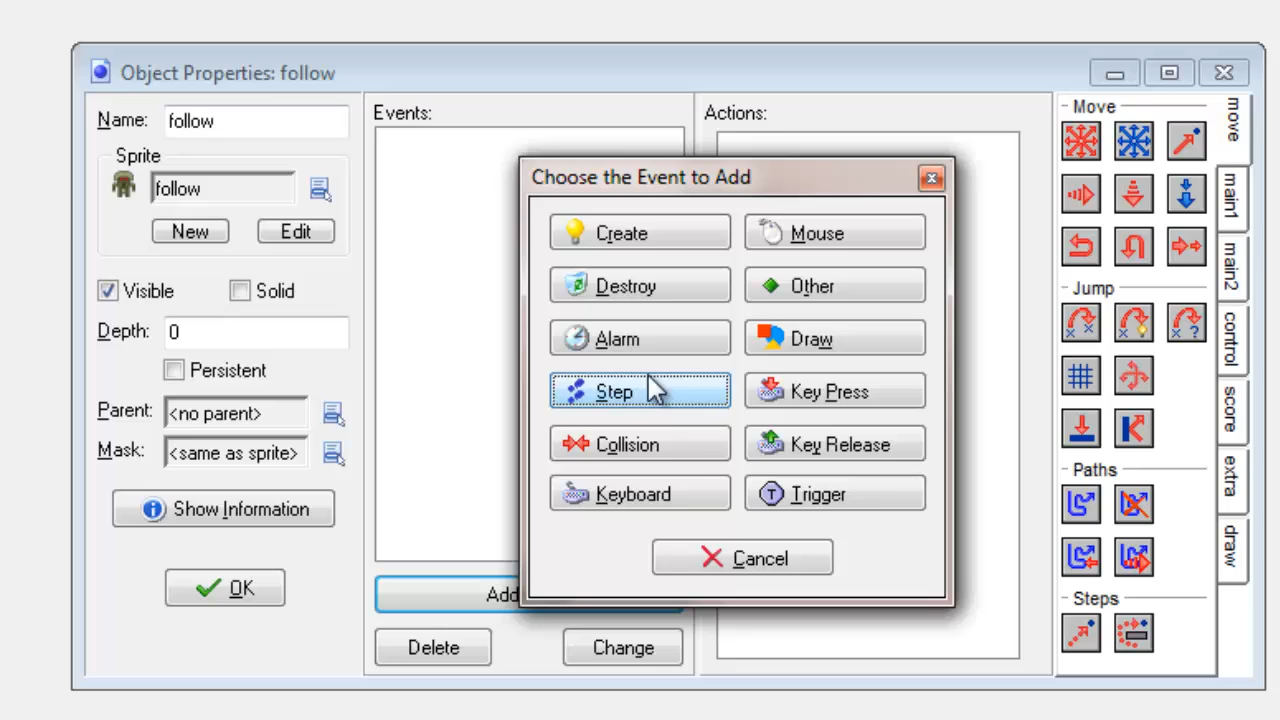 Object Properties: follow
Name: follow
Sprite
follow
New Edit
Visible Solid
Depth: 0
Persistent
Parent: <no parent>
Mask: <same as sprite>
Show Information
OK
Events:
Add
Delete Change
Actions:
Choose the Event to Add
Create Mouse
Destroy Other
Alarm Draw
Step Key Press
Collision Key Release
Keyboard T Trigger
Cancel
Move
Jump
Paths
Steps
move
main1
main2
control
score
extra
draw